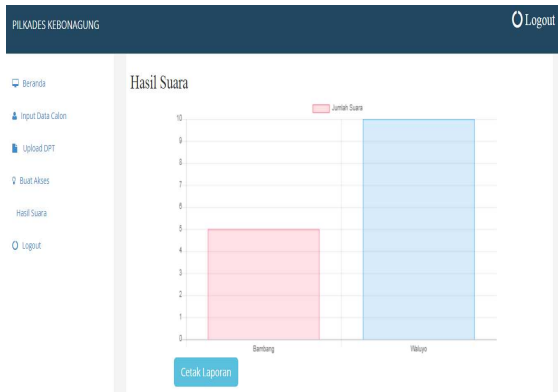 PILKADES KEBONAGUNG
Logout
Beranda
Input Data Calon
Upload DPT
Buat Akses
Hasil Suara
Logout
Hasil Suara
Jumlah Suara
10
9
8
7
6
5
4
3
2
1
0
Bambang
Waluyo
Cetak Laporan